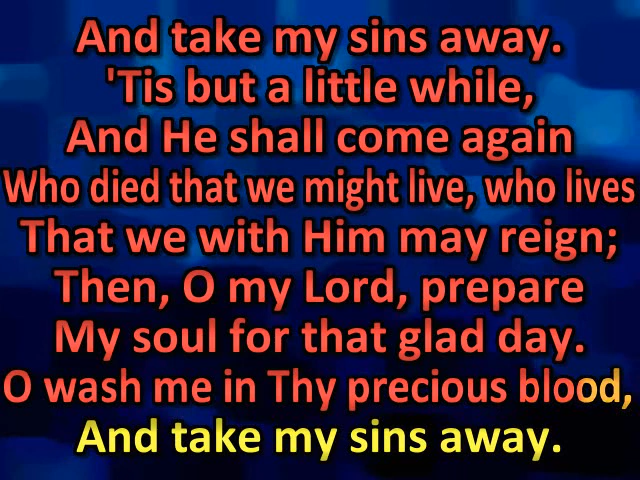 And take my sins away.
'Tis but a little while,
And He shall come again
Who died that we might live, who lives
That we with Him may reign;
Then, O my Lord, prepare
My soul for that glad day.
O wash me in Thy precious blood,
And take my sins away.